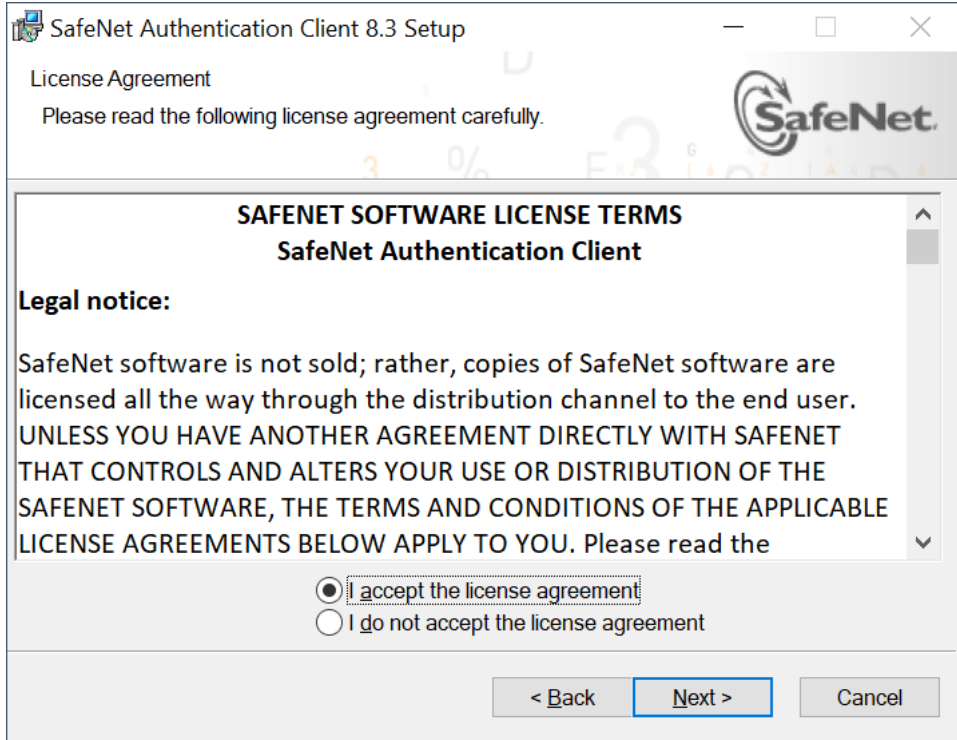 SafeNet Authentication Client 8.3 Setup
License Agreement
Please read the following license agreement carefully.
SafeNet.
SAFENET SOFTWARE LICENSE TERMS
SafeNet Authentication Client
Legal notice:
SafeNet software is not sold; rather, copies of SafeNet software are
licensed all the way through the distribution channel to the end user.
UNLESS YOU HAVE ANOTHER AGREEMENT DIRECTLY WITH SAFENET
THAT CONTROLS AND ALTERS YOUR USE OR DISTRIBUTION OF THE
SAFENET SOFTWARE, THE TERMS AND CONDITIONS OF THE APPLICABLE
LICENSE AGREEMENTS BELOW APPLY TO YOU. Please read the
I accept the license agreement
I do not accept the license agreement
< Back
Next >
Cancel